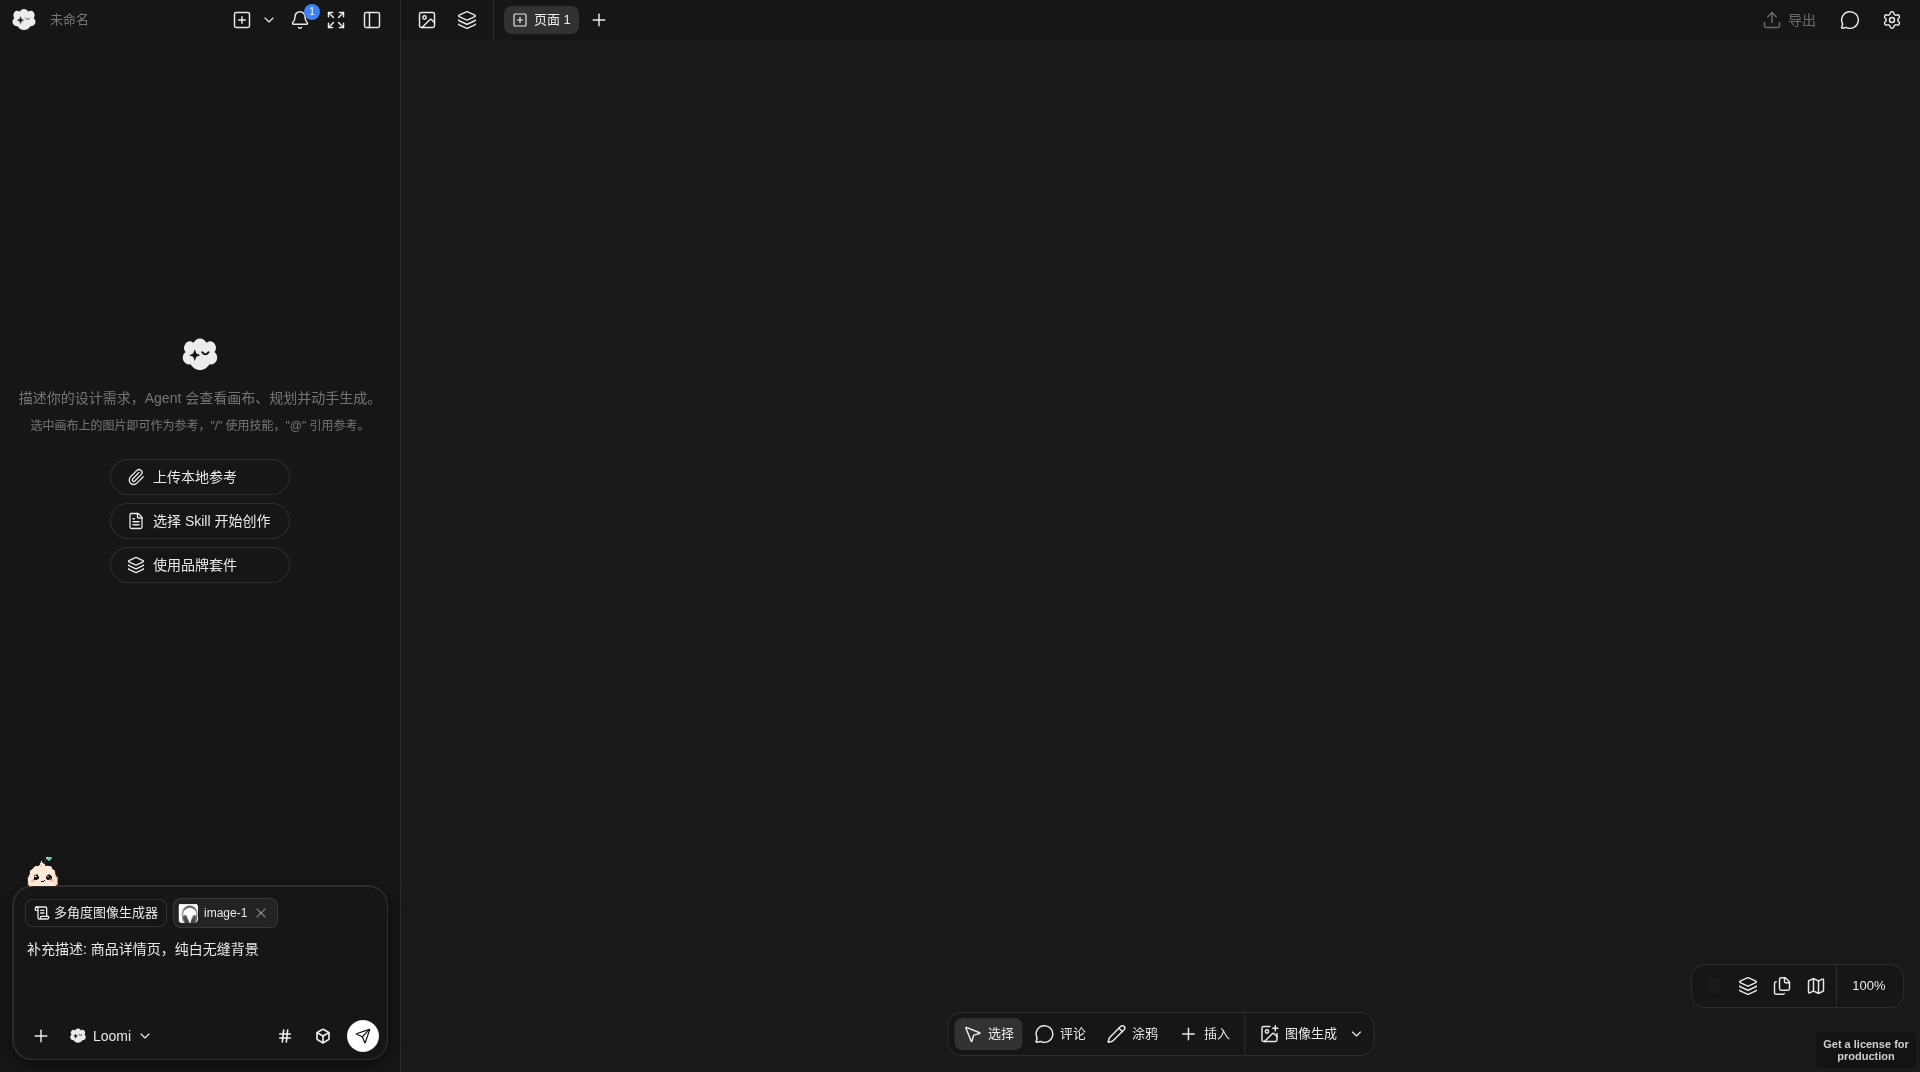 未命名
1
页面 1
导出
描述你的设计需求，Agent 会查看画布、规划并动手生成。
选中画布上的图片即可作为参考，"/" 使用技能，"@" 引用参考。
上传本地参考
选择 Skill 开始创作
使用品牌套件
多角度图像生成器
image-1
补充描述: 商品详情页，纯白无缝背景
Loomi
选择
评论
涂鸦
插入
图像生成
100%
Get a license for
production